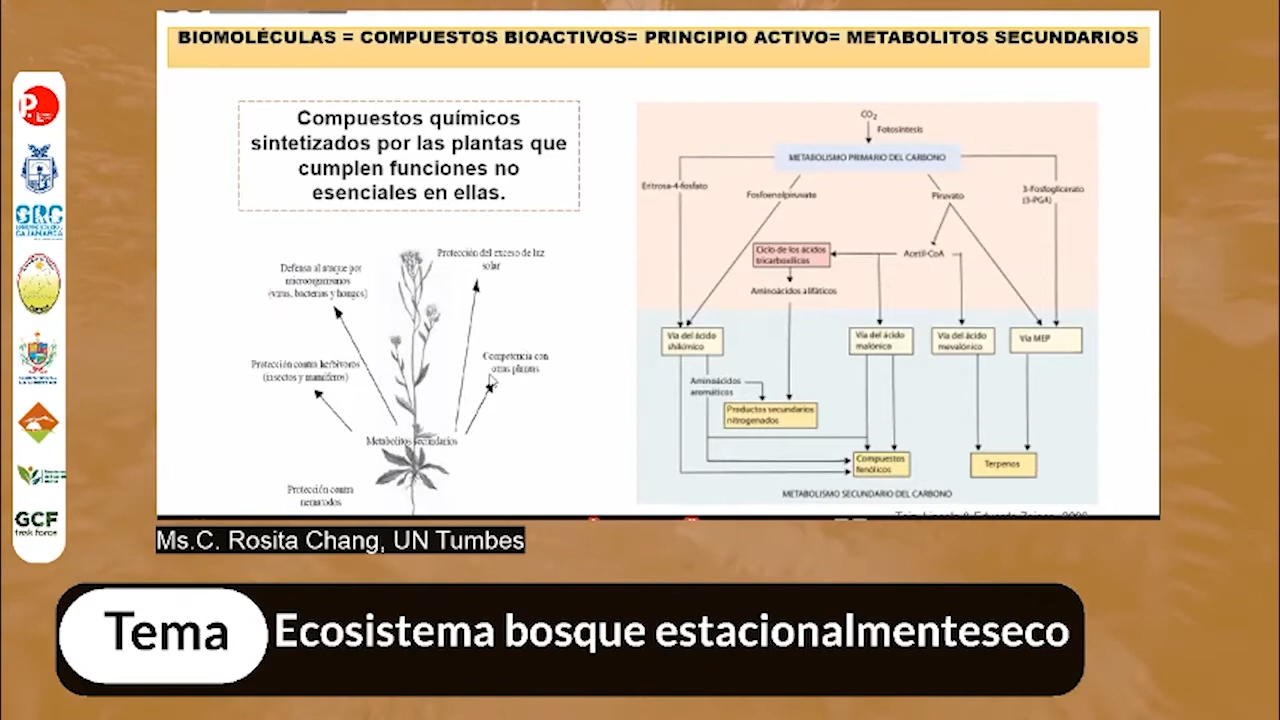 BIOMOLÉCULAS = COMPUESTOS BIOACTIVOS= PRINCIPIO ACTIVO= METABOLITOS SECUNDARIOS
Compuestos químicos
sintetizados por las plantas que
cumplen funciones no
esenciales en ellas.
Protección del exceso de luz
solar
Defensa al ataque por
microorganismos
(virus, bacterias y hongos)
Protección contra herbívoros
(insectos y mamíferos)
Competencia con
otras plantas
Metabolitos secundarios
Protección contra
nematodos
CO2
Fotosíntesis
METABOLISMO PRIMARIO DEL CARBONO
Eritrosa-4-fosfato
Fosfoenolpiruvato
Piruvato
3-Fosfoglicerato
(3-PGA)
Ciclo de los ácidos
tricarboxílicos
Acetil-CoA
Aminoácidos alifáticos
Vía del ácido
shikímico
Vía del ácido
malónico
Vía del ácido
mevalónico
Vía MEP
Aminoácidos
aromáticos
Productos secundarios
nitrogenados
Compuestos
fenólicos
Terpenos
METABOLISMO SECUNDARIO DEL CARBONO
GRC
CAJAMARCA
GCF
task force
Ms.C. Rosita Chang, UN Tumbes
Tema
Ecosistema bosque estacionalmenteseco